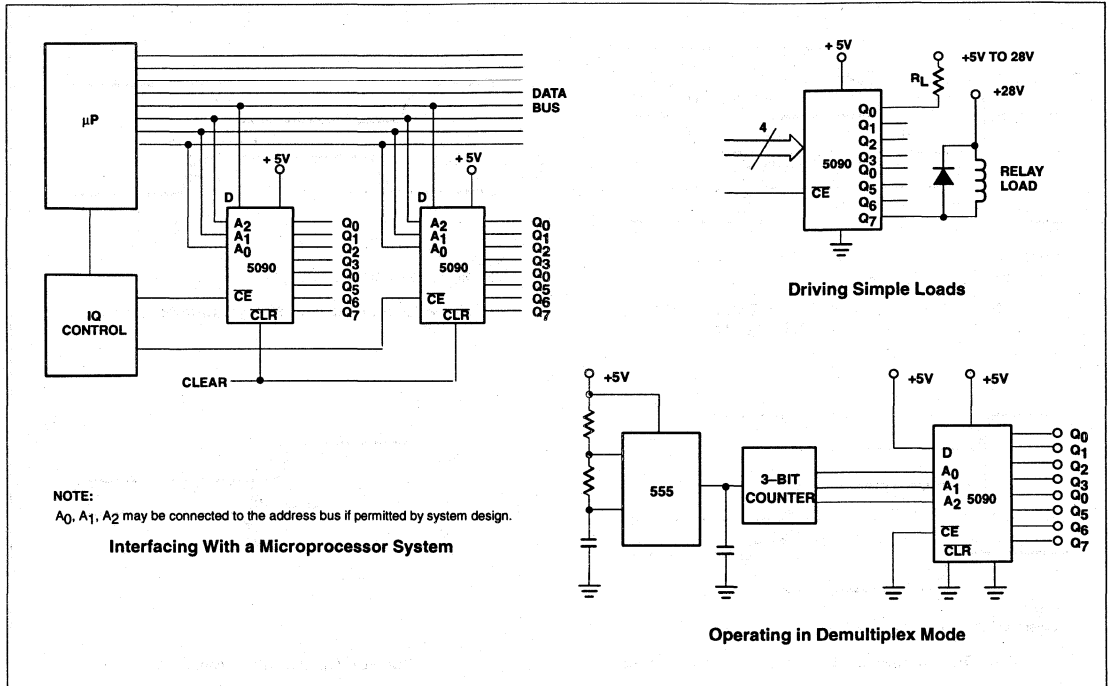 μP
DATA
BUS
+ 5V
+ 5V
D
D
A2
A1
A0
5090
CE
CLR
Q0
Q1
Q2
Q3
Q0
Q5
Q6
Q7
A2
A1
A0
5090
CE
CLR
Q0
Q1
Q2
Q3
Q0
Q5
Q6
Q7
IQ
CONTROL
CLEAR
NOTE:
A0, A1, A2 may be connected to the address bus if permitted by system design.
Interfacing With a Microprocessor System
+ 5V
+5V TO 28V
RL
+28V
4
5090
CE
Q0
Q1
Q2
Q3
Q0
Q5
Q6
Q7
RELAY
LOAD
Driving Simple Loads
+5V
555
3–BIT
COUNTER
+5V
+5V
D
A0
A1
A2
5090
CE
CLR
Q0
Q1
Q2
Q3
Q0
Q5
Q6
Q7
Operating in Demultiplex Mode